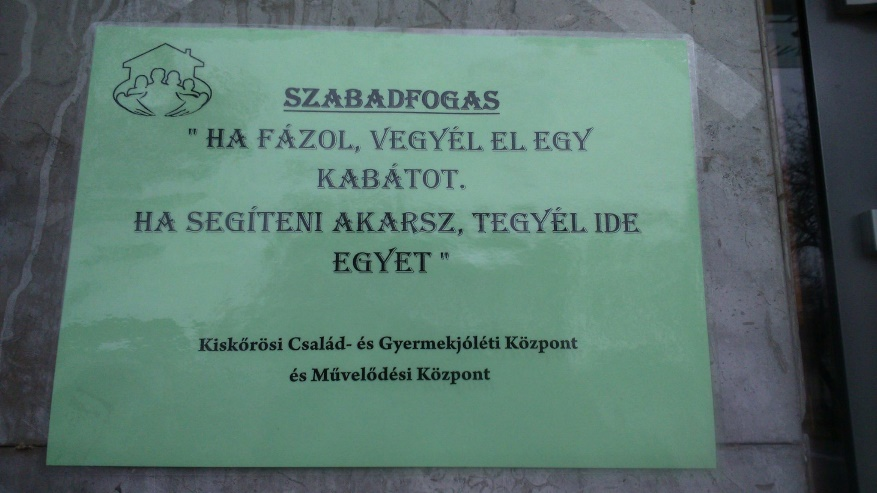 SZABADFOGAS
" HA FÁZOL, VEGYÉL EL EGY
KABÁTOT.
HA SEGÍTENI AKARSZ, TEGYÉL IDE
EGYET "
Kiskőrösi Család- és Gyermekjóléti Központ
és Művelődési Központ